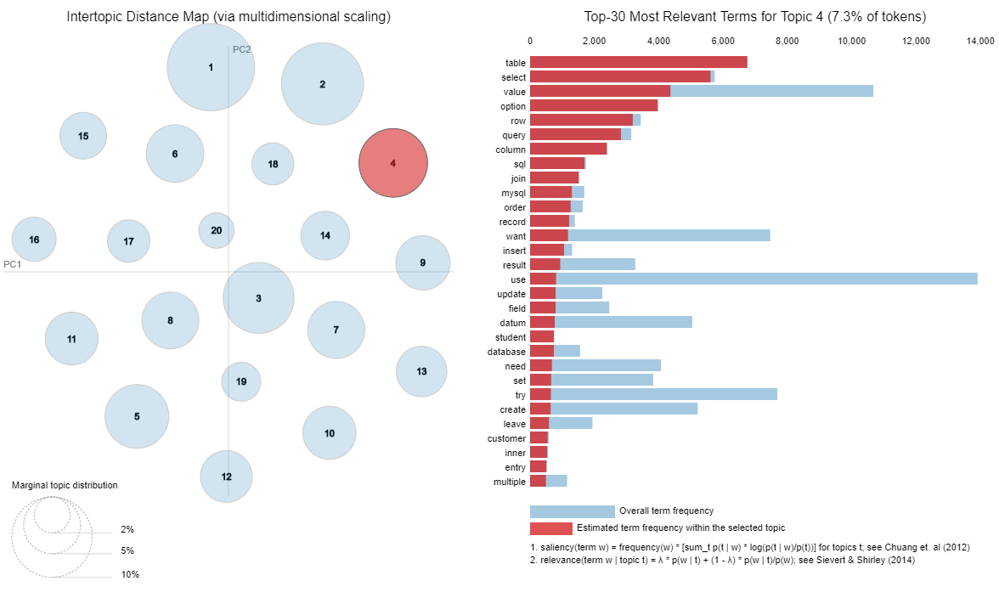 Intertopic Distance Map (via multidimensional scaling)
PC2
1
2
15
6
18
4
16
17
20
14
9
PC1
3
8
7
11
13
19
5
10
12
Marginal topic distribution
2%
5%
10%
Top-30 Most Relevant Terms for Topic 4 (7.3% of tokens)
0 2,000 4,000 6,000 8,000 10,000 12,000 14,000
table
select
value
option
row
query
column
sql
join
mysql
order
record
want
insert
result
use
update
field
datum
student
database
need
set
try
create
leave
customer
inner
entry
multiple
Overall term frequency
Estimated term frequency within the selected topic
1. saliency(term w) = frequency(w) * [sum_t p(t | w) * log(p(t | w)/p(t))] for topics t; see Chuang et. al (2012)
2. relevance(term w | topic t) = λ * p(w | t) + (1 - λ) * p(w | t)/p(w); see Sievert & Shirley (2014)